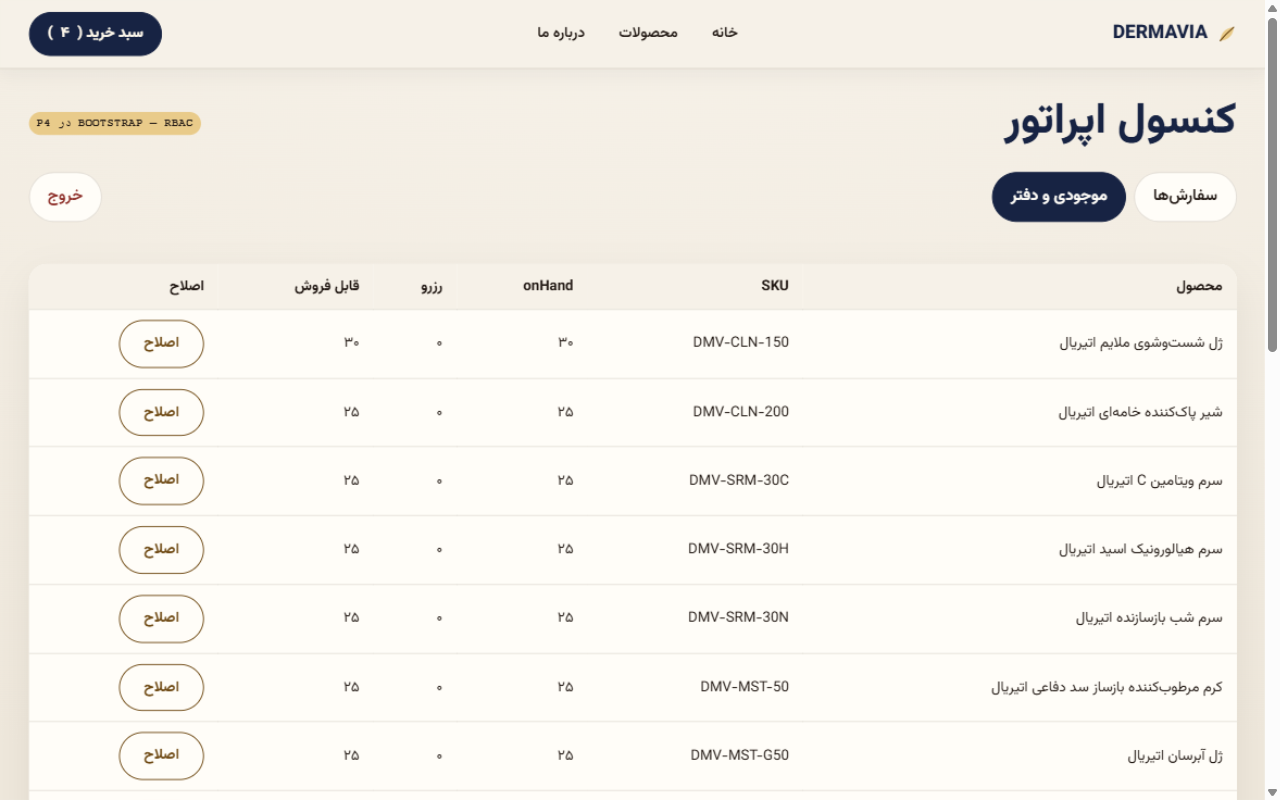 DERMAVIA
خانه محصولات درباره ما
سبد خرید ( ۴ )
کنسول اپراتور
BOOTSTRAP — RBAC در P4
سفارش‌ها موجودی و دفتر خروج
محصول SKU onHand رزرو قابل فروش اصلاح
ژل شست‌وشوی ملایم اتیریال DMV-CLN-150 ۳۰ ۰ ۳۰ اصلاح
شیر پاک‌کننده خامه‌ای اتیریال DMV-CLN-200 ۲۵ ۰ ۲۵ اصلاح
سرم ویتامین C اتیریال DMV-SRM-30C ۲۵ ۰ ۲۵ اصلاح
سرم هیالورونیک اسید اتیریال DMV-SRM-30H ۲۵ ۰ ۲۵ اصلاح
سرم شب بازسازنده اتیریال DMV-SRM-30N ۲۵ ۰ ۲۵ اصلاح
کرم مرطوب‌کننده بازساز سد دفاعی اتیریال DMV-MST-50 ۲۵ ۰ ۲۵ اصلاح
ژل آبرسان اتیریال DMV-MST-G50 ۲۵ ۰ ۲۵ اصلاح